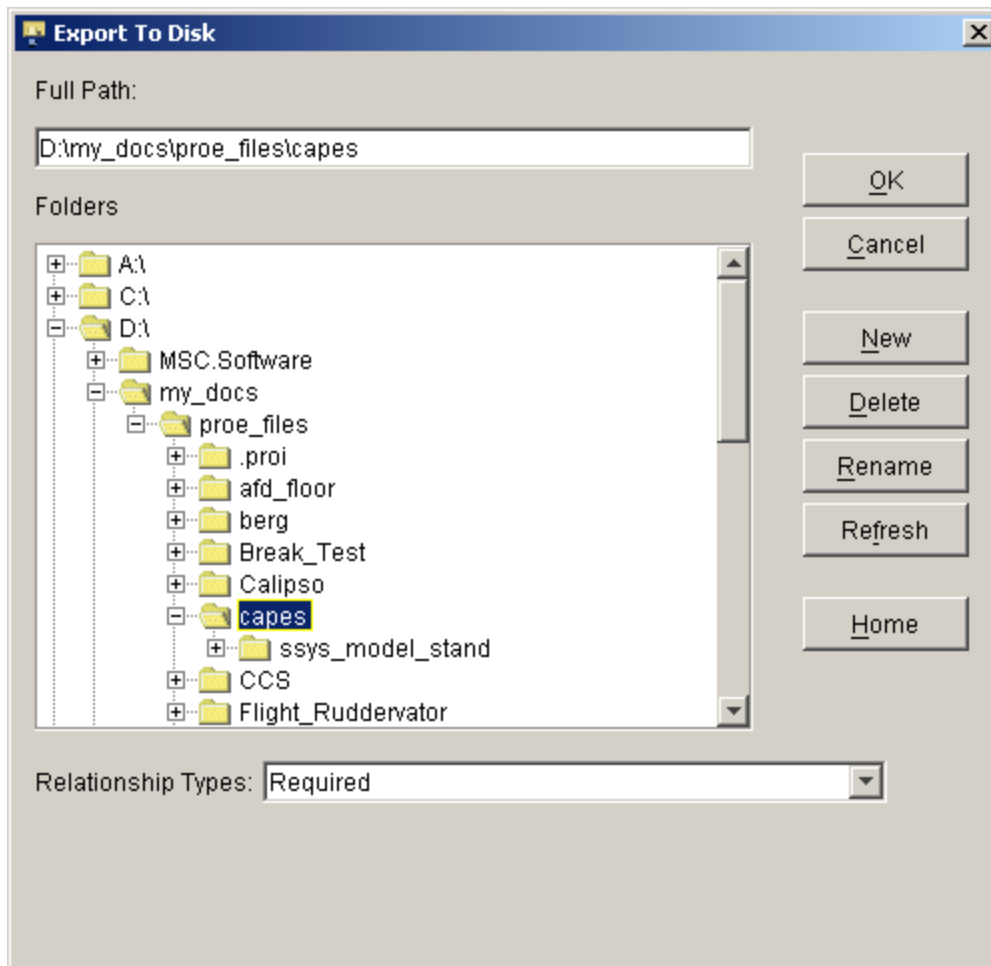 Export To Disk
Full Path:
D:\my_docs\proe_files\capes
OK
Folders
Cancel
A:\
C:\
D:\
New
MSC.Software
my_docs
Delete
proe_files
.proi
Rename
afd_floor
berg
Refresh
Break_Test
Calipso
capes
Home
ssys_model_stand
CCS
Flight_Ruddervator
Relationship Types: Required